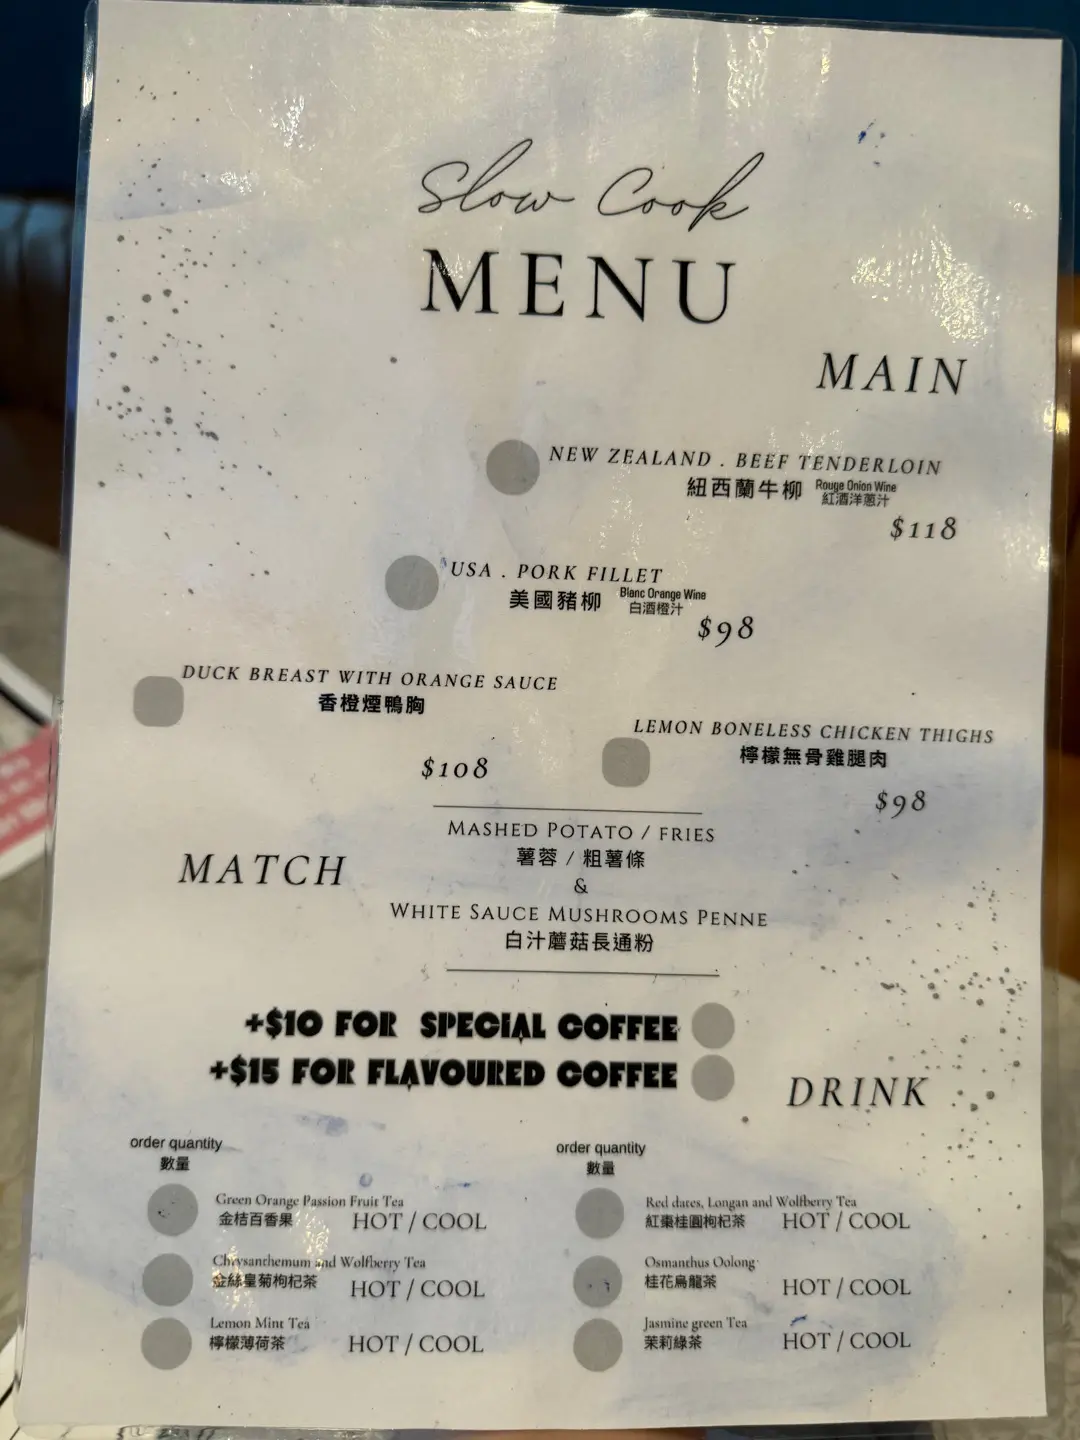 Slow Cook
MENU
MAIN
NEW ZEALAND . BEEF TENDERLOIN
紐西蘭牛柳 Rouge Onion Wine
紅酒洋蔥汁
$118
USA . PORK FILLET
美國豬柳 Blanc Orange Wine
白酒橙汁
$98
DUCK BREAST WITH ORANGE SAUCE
香橙煙鴨胸
$108
LEMON BONELESS CHICKEN THIGHS
檸檬無骨雞腿肉
$98
MATCH
MASHED POTATO / FRIES
薯蓉 / 粗薯條
&
WHITE SAUCE MUSHROOMS PENNE
白汁蘑菇長通粉
+$10 FOR SPECIAL COFFEE
+$15 FOR FLAVOURED COFFEE
DRINK
order quantity
數量
Green Orange Passion Fruit Tea
金桔百香果 HOT / COOL
Chrysanthemum and Wolfberry Tea
金絲皇菊枸杞茶 HOT / COOL
Lemon Mint Tea
檸檬薄荷茶 HOT / COOL
order quantity
數量
Red dates, Longan and Wolfberry Tea
紅棗桂圓枸杞茶 HOT / COOL
Osmanthus Oolong
桂花烏龍茶 HOT / COOL
Jasmine green Tea
茉莉綠茶 HOT / COOL